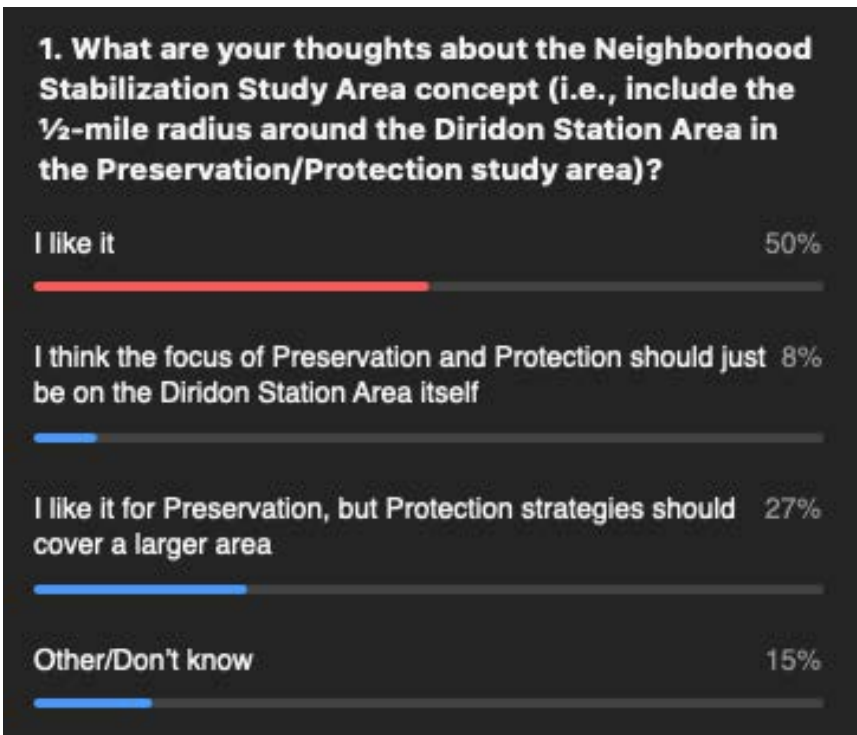 1. What are your thoughts about the Neighborhood
Stabilization Study Area concept (i.e., include the
½-mile radius around the Diridon Station Area in
the Preservation/Protection study area)?
I like it 50%
I think the focus of Preservation and Protection should just 8%
be on the Diridon Station Area itself
I like it for Preservation, but Protection strategies should 27%
cover a larger area
Other/Don't know 15%